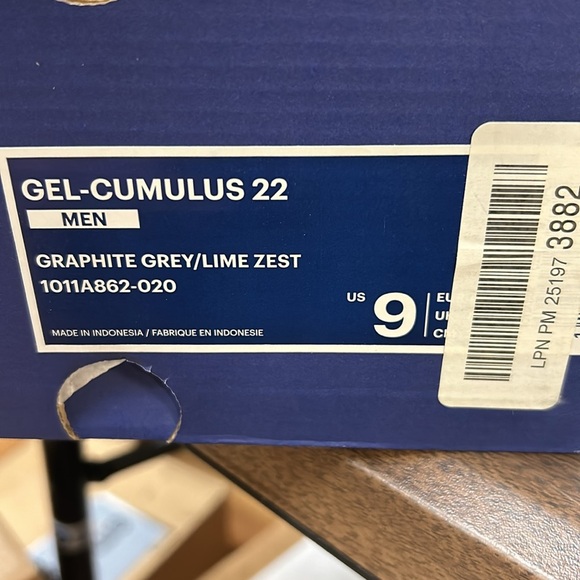 GEL-CUMULUS 22
MEN
GRAPHITE GREY/LIME ZEST
1011A862-020
US 9
MADE IN INDONESIA / FABRIQUE EN INDONESIE
LPN PM 25197 3882